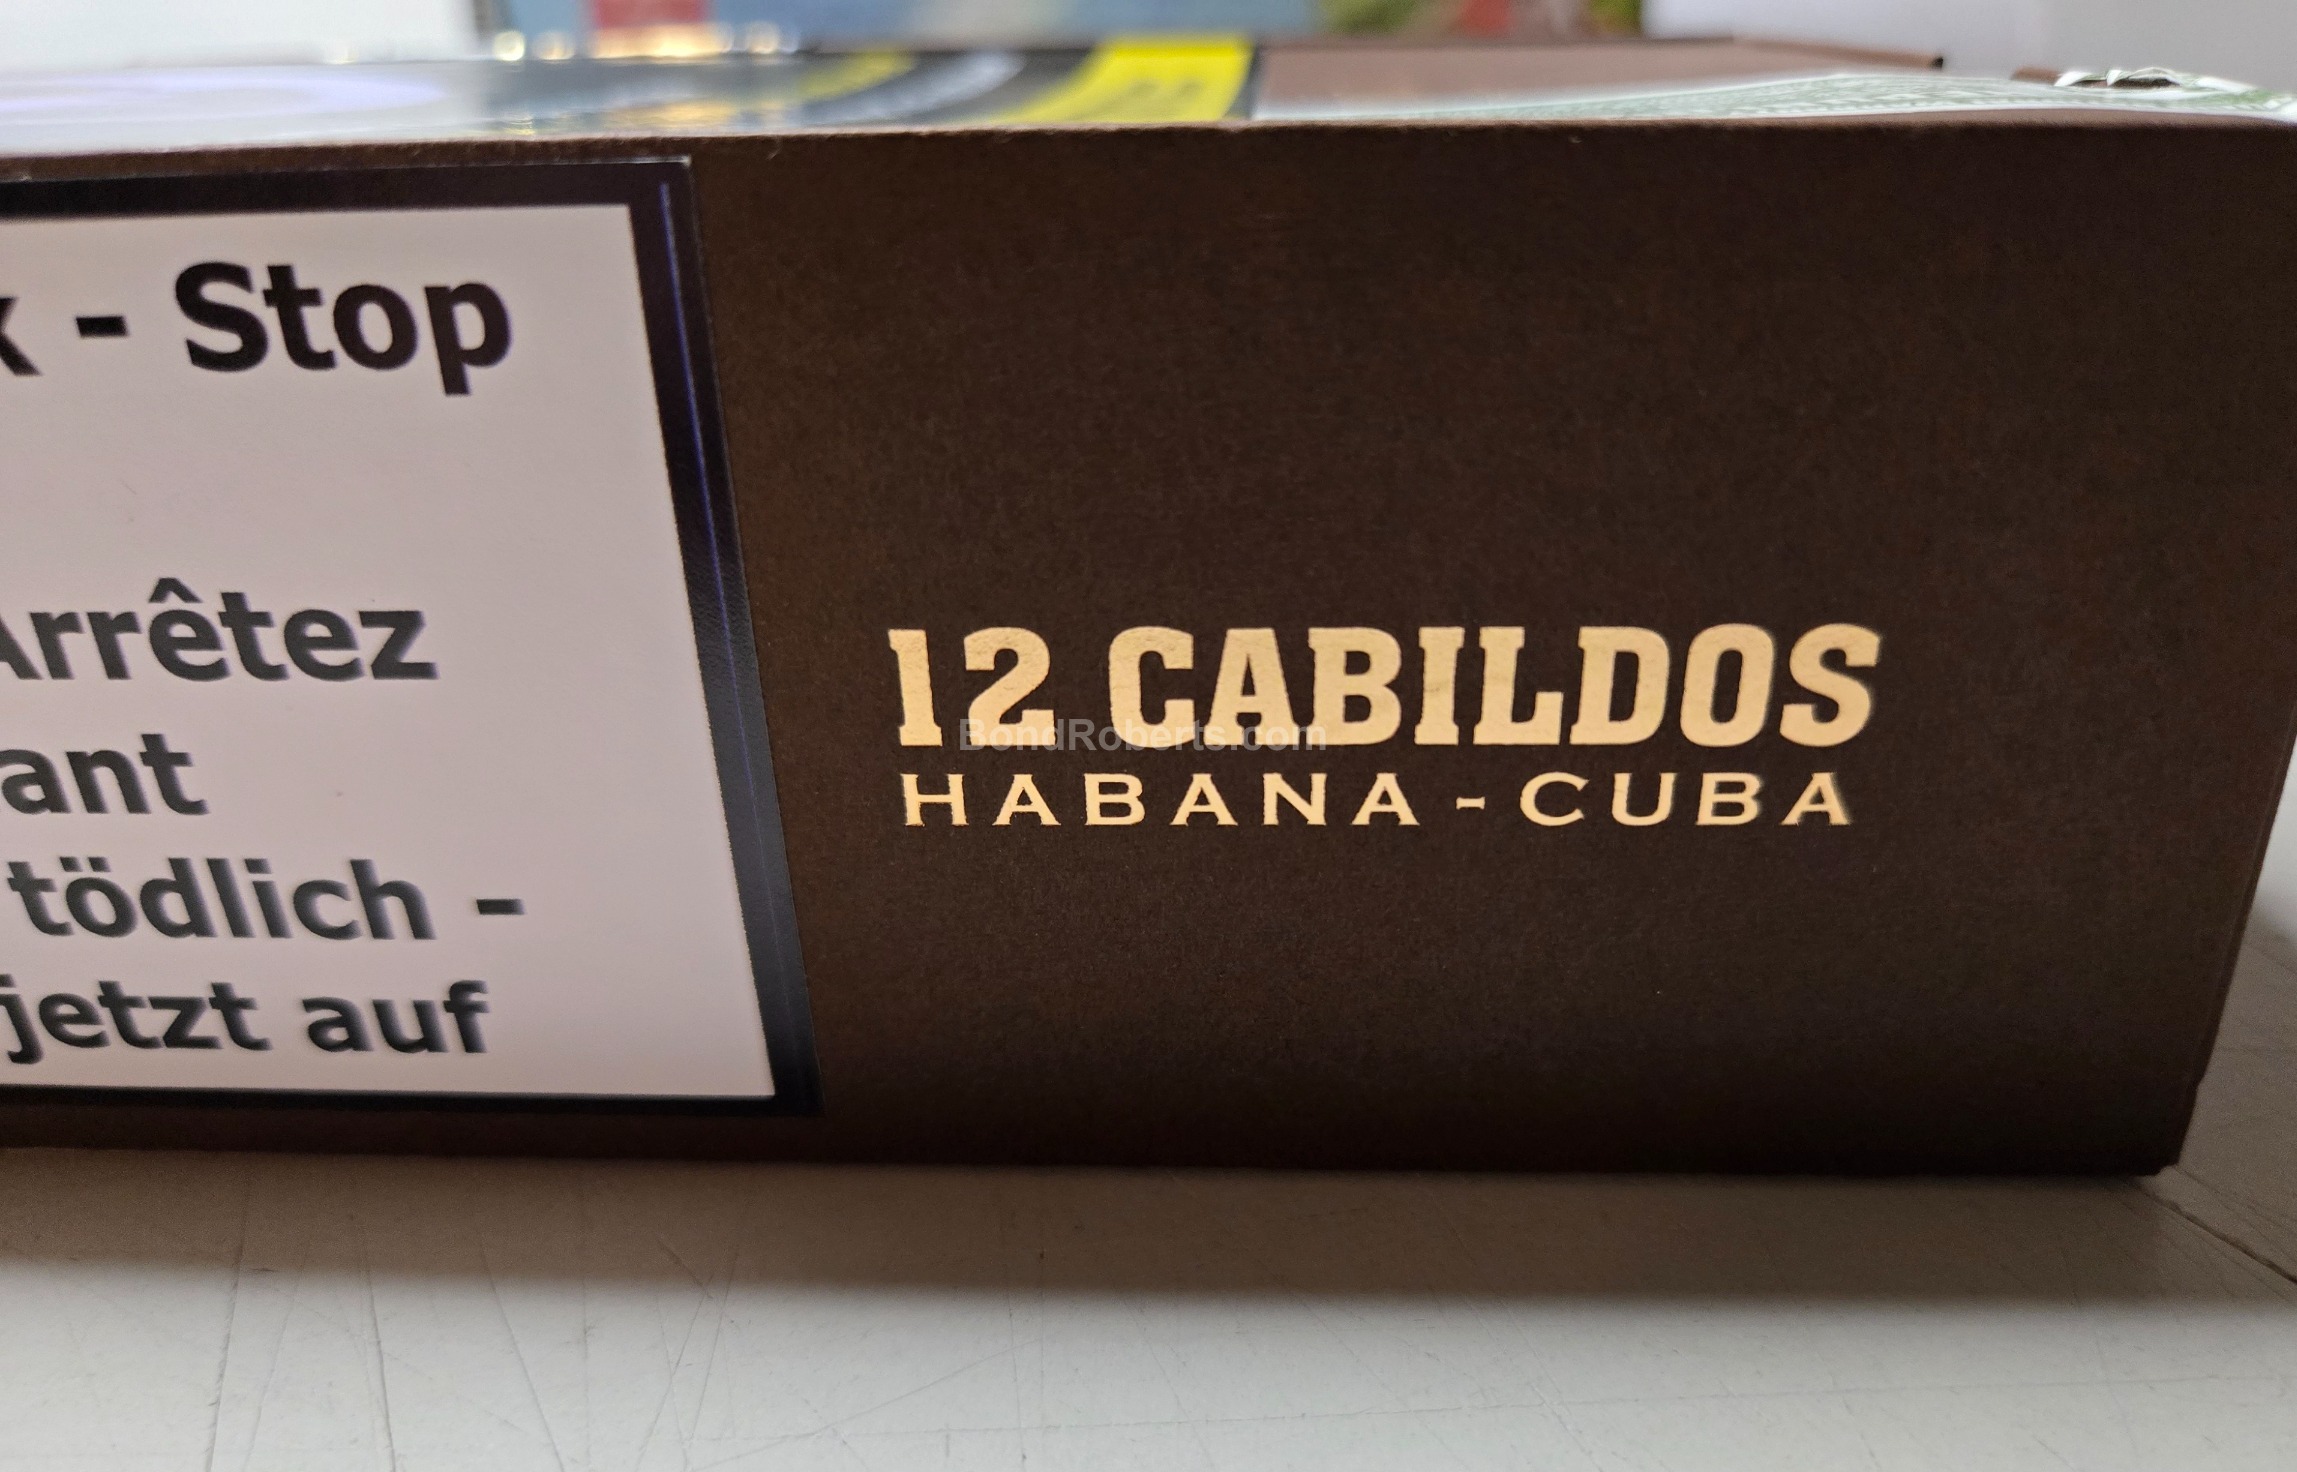 - Stop
Arrêtez
ant
tödlich -
jetzt auf
12 CABILDOS
HABANA - CUBA
BondRoberts.com